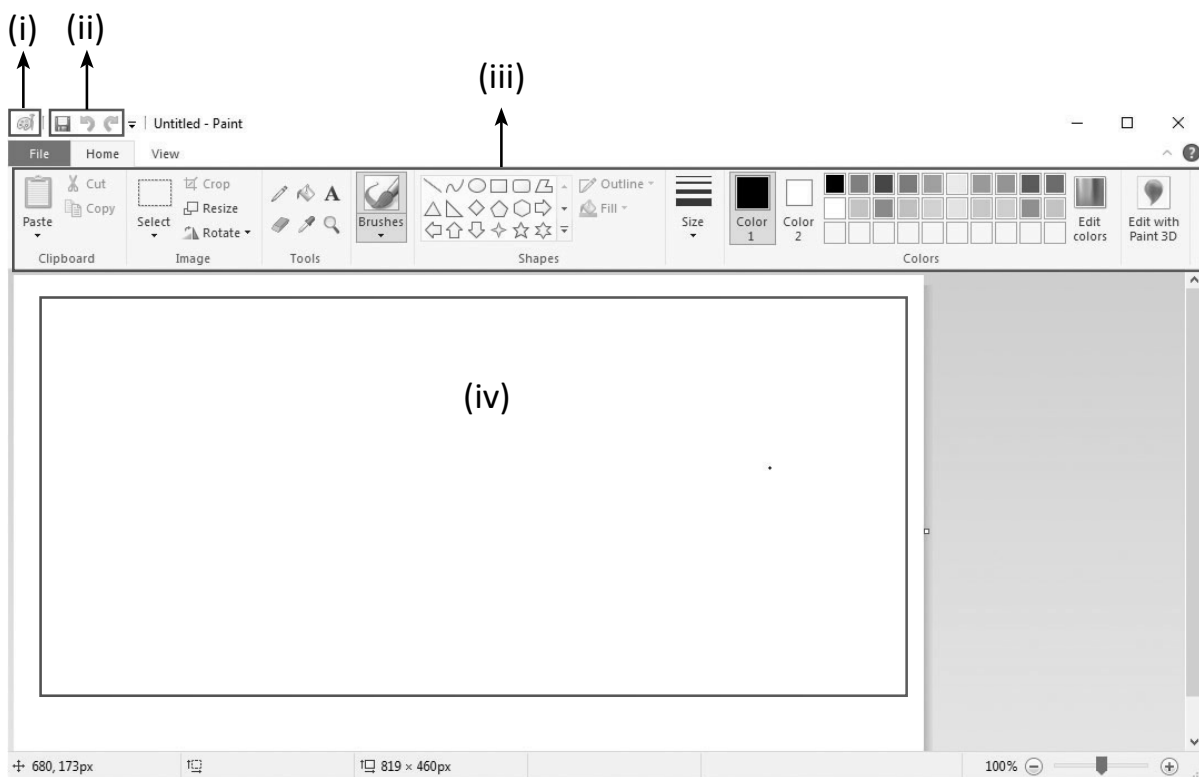 (i) (ii)
(iii)
Untitled - Paint
File Home View
Cut Crop Outline
Copy Resize A Fill
Paste Select Rotate Brushes Size Color 1 Color 2 Edit colors Edit with Paint 3D
Clipboard Image Tools Shapes Colors
(iv)
680, 173px 819 × 460px 100%